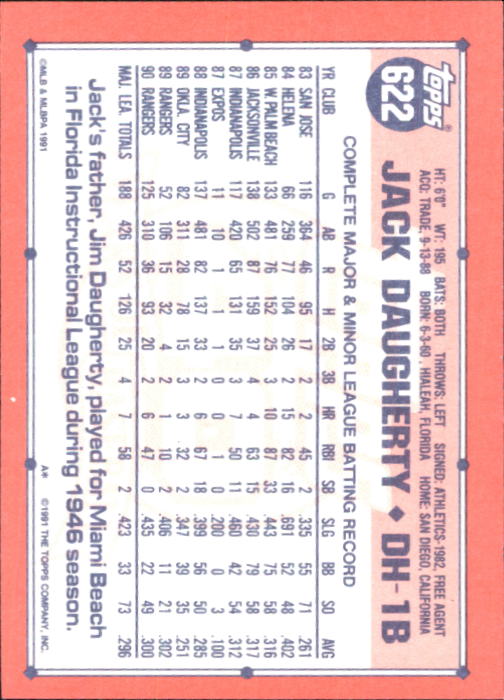 topps®
622
JACK DAUGHERTY ♦ DH-1B
HT: 6'0" WT: 195 BATS: BOTH THROWS: LEFT SIGNED: ATHLETICS-1982, FREE AGENT
ACQ: TRADE, 9-13-88 BORN: 6-3-60, HIALEAH, FLORIDA HOME: SAN DIEGO, CALIFORNIA
COMPLETE MAJOR & MINOR LEAGUE BATTING RECORD
YR CLUB G AB R H 2B 3B HR RBI SB SLG BB SO AVG
83 SAN JOSE 116 364 46 95 17 2 2 45 2 .335 55 71 .261
84 HELENA 66 259 77 104 26 2 15 82 16 .691 52 48 .402
85 W. PALM BEACH 133 481 76 152 25 3 10 87 33 .443 75 58 .316
86 JACKSONVILLE 138 502 87 159 37 4 4 63 15 .430 79 58 .317
87 INDIANAPOLIS 117 420 65 131 35 3 7 50 11 .460 42 54 .312
87 EXPOS 11 10 1 1 1 0 0 1 0 .200 0 3 .100
88 INDIANAPOLIS 137 481 82 137 33 2 6 67 18 .399 56 50 .285
89 OKLA. CITY 82 311 28 78 15 3 3 32 2 .347 39 35 .251
89 RANGERS 52 106 15 32 4 2 1 10 2 .406 11 21 .302
90 RANGERS 125 310 36 93 20 2 6 47 0 .435 22 49 .300
MAJ. LEA. TOTALS 188 426 52 126 25 4 7 58 2 .423 33 73 .296
Jack's father, Jim Daugherty, played for Miami Beach
in Florida Instructional League during 1946 season.
©MLB & MLBPA 1991 A* ©1991 THE TOPPS COMPANY, INC.